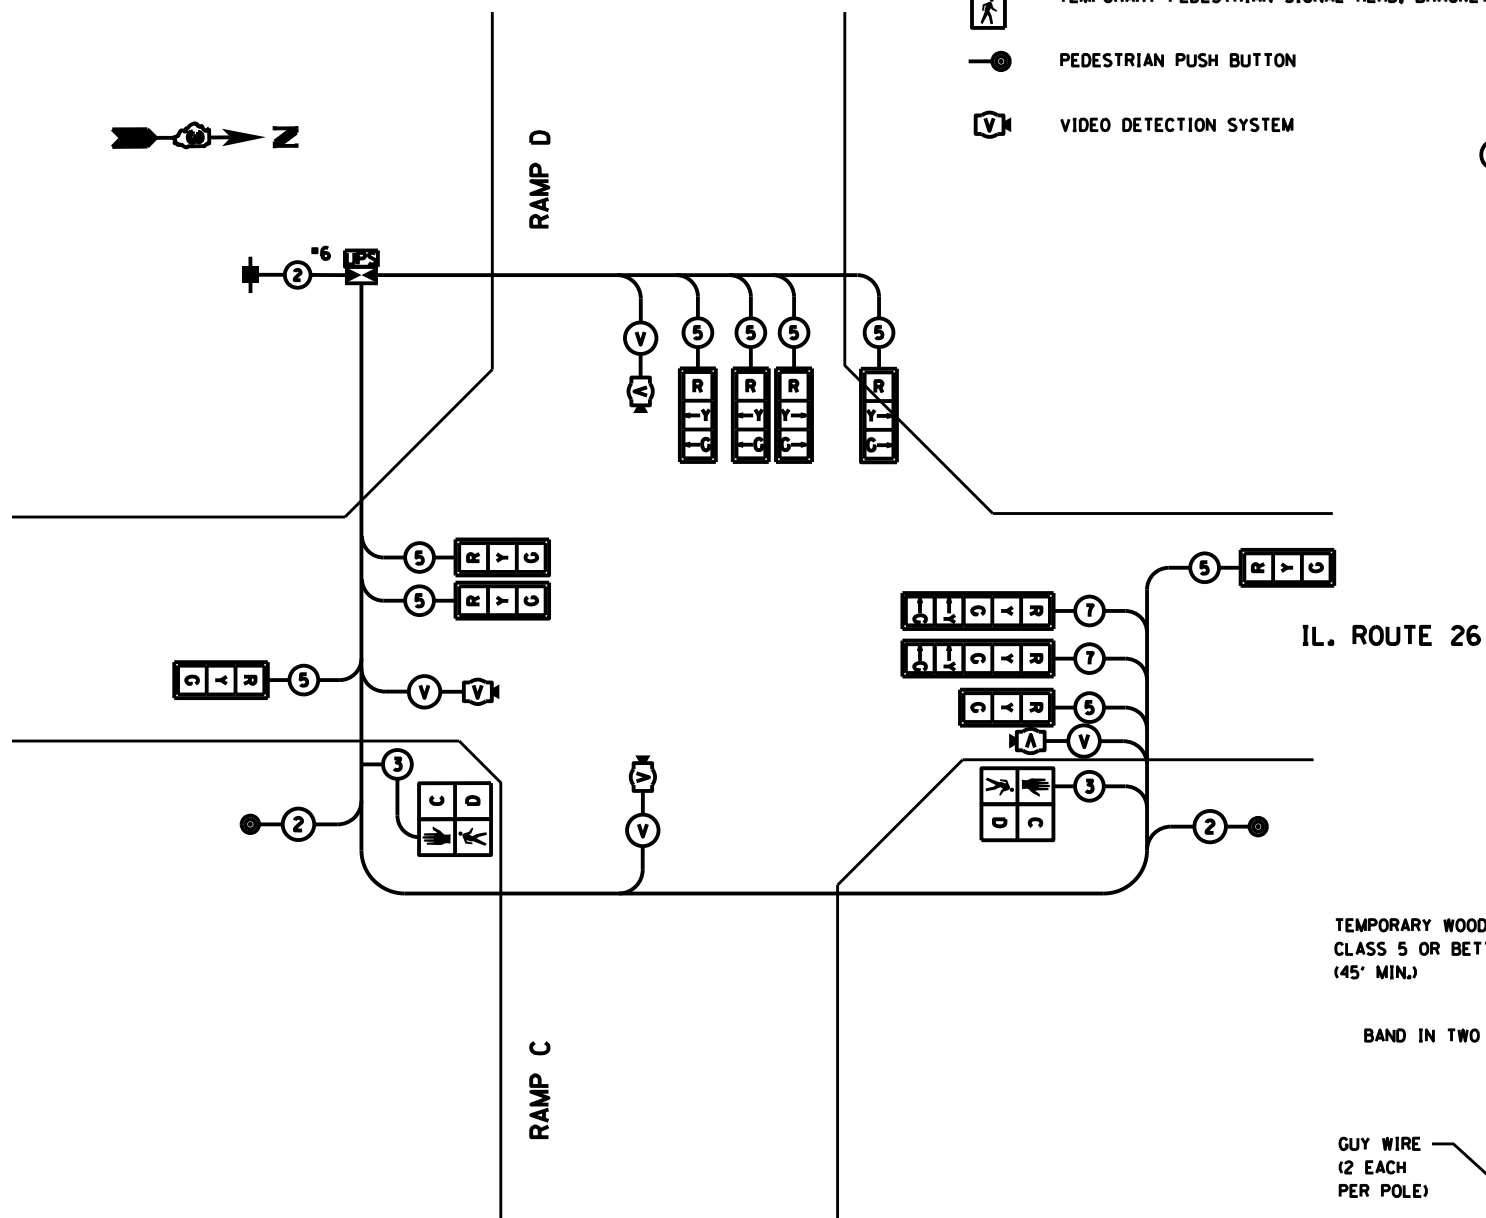 PEDESTRIAN PUSH BUTTON
V VIDEO DETECTION SYSTEM
N
RAMP D
2 "6 UPS
V 5 5 5 5
V
R R R R
Y Y Y Y
G G G G
5 R Y G
5 R Y G
5 R Y G
G Y R 7
G Y R 7
IL. ROUTE 26
G Y R 5
G Y R 5
V V
V V
3
V
C D
3
D C
2
V
2
TEMPORARY WOOD
CLASS 5 OR
(45' MIN.)
BAND IN TWO
RAMP C
GUY WIRE
(2 EACH
PER POLE)